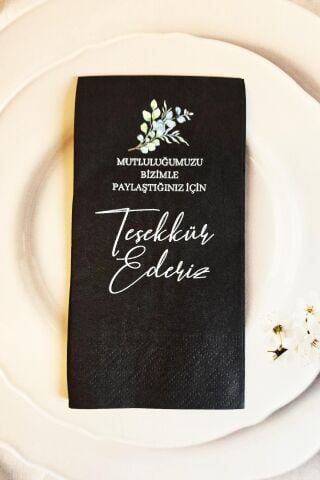 MUTLULUĞUMUZU
BİZİMLE
PAYLAŞTIĞINIZ İÇİN
Teşekkür
Ederiz